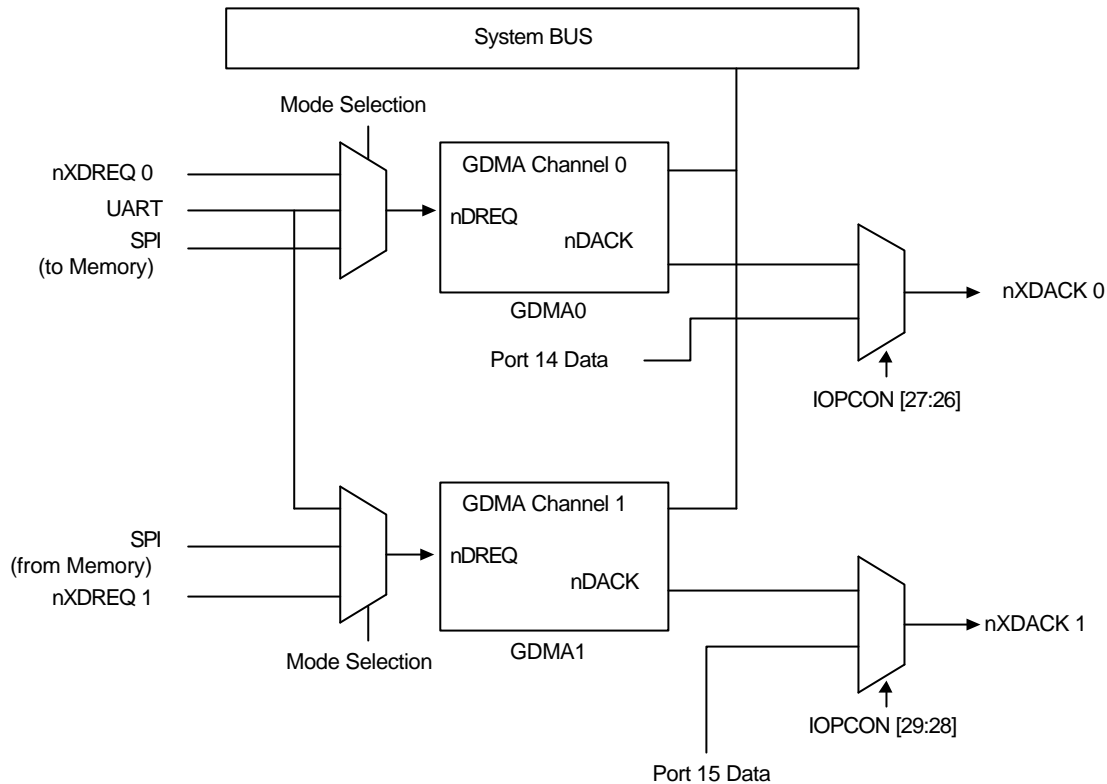 System BUS
Mode Selection
nXDREQ 0
UART
SPI
(to Memory)
GDMA Channel 0
nDREQ
nDACK
GDMA0
nXDACK 0
Port 14 Data
IOPCON [27:26]
GDMA Channel 1
SPI
(from Memory)
nXDREQ 1
nDREQ
nDACK
GDMA1
Mode Selection
nXDACK 1
IOPCON [29:28]
Port 15 Data